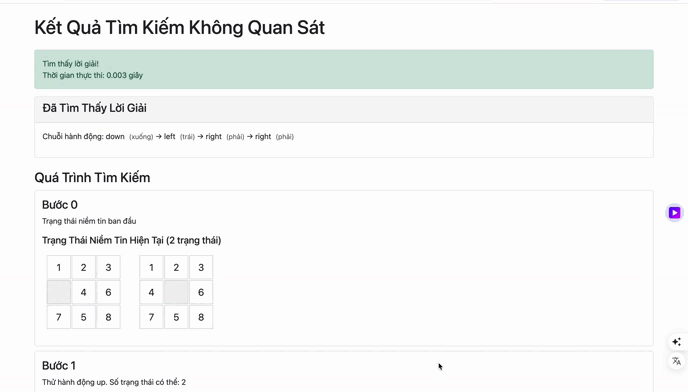 Kết Quả Tìm Kiếm Không Quan Sát
Tìm thấy lời giải!
Thời gian thực thi: 0.003 giây
Đã Tìm Thấy Lời Giải
Chuỗi hành động: down (xuống) → left (trái) → right (phải) → right (phải)
Quá Trình Tìm Kiếm
Bước 0
Trạng thái niềm tin ban đầu
Trạng Thái Niềm Tin Hiện Tại (2 trạng thái)
1 2 3 1 2 3
4 6 4 6
7 5 8 7 5 8
Bước 1
Thử hành động up. Số trạng thái có thể: 2